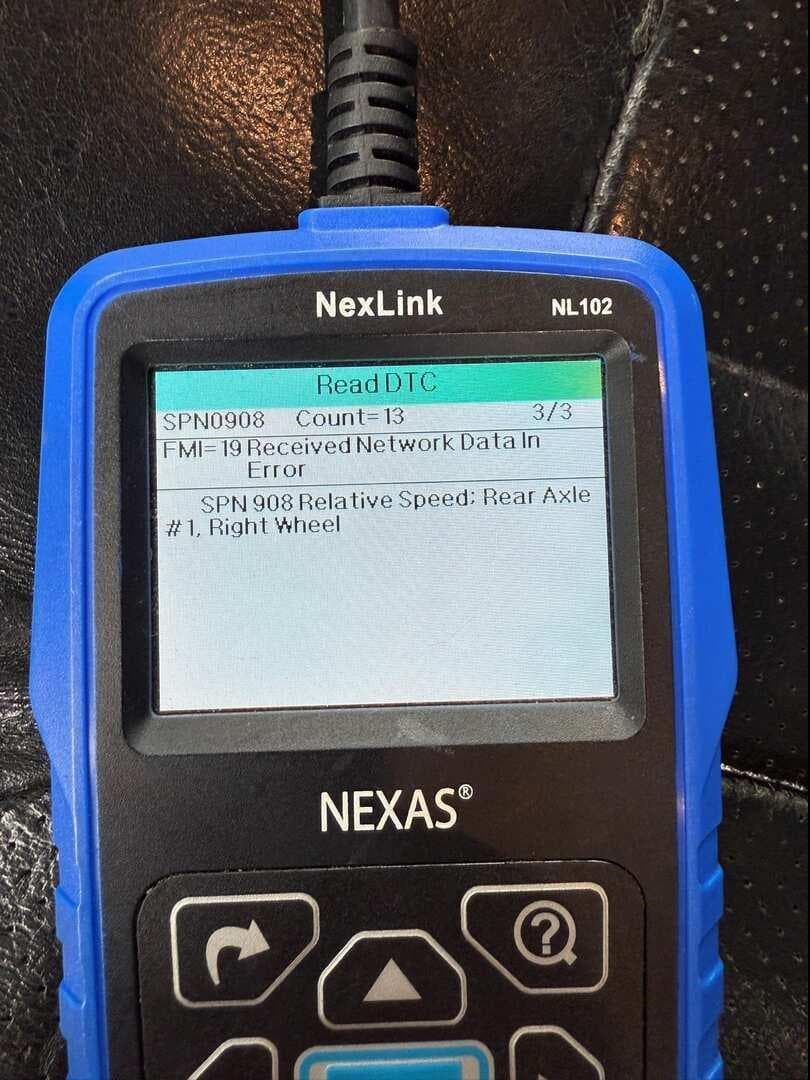 NexLink NL102
Read DTC
SPN0908 Count=13 3/3
FMI=19 Received Network Data In
Error
SPN 908 Relative Speed; Rear Axle
#1, Right Wheel
NEXAS®
?